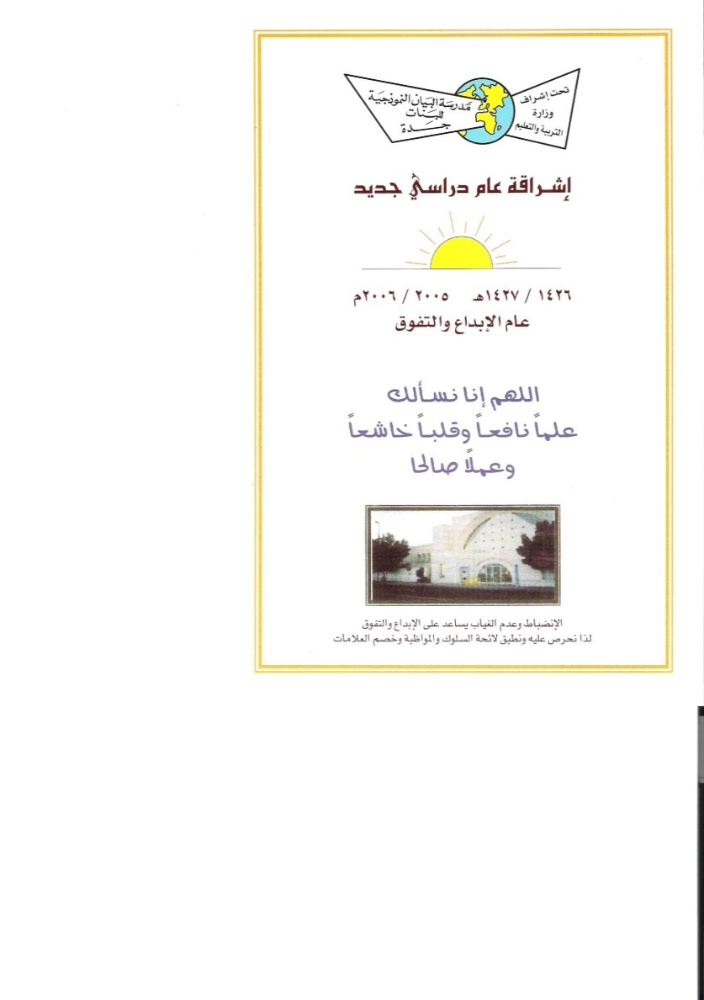 تحت إشراف
وزارة
التربية والتعليم
مدرسة البيان النموذجية
للبنات
جدة
إشراقة عام دراسي جديد
١٤٢٦ / ١٤٢٧هـ ٢٠٠٥ / ٢٠٠٦م
عام الإبداع والتفوق
اللهم إنا نسألك
علماً نافعاً وقلباً خاشعاً
وعملاً صالحا
الإنضباط وعدم الغياب يساعد على الإبداع والتفوق
لذا نحرص عليه ونطبق لائحة السلوك والمواظبة وخصم العلامات